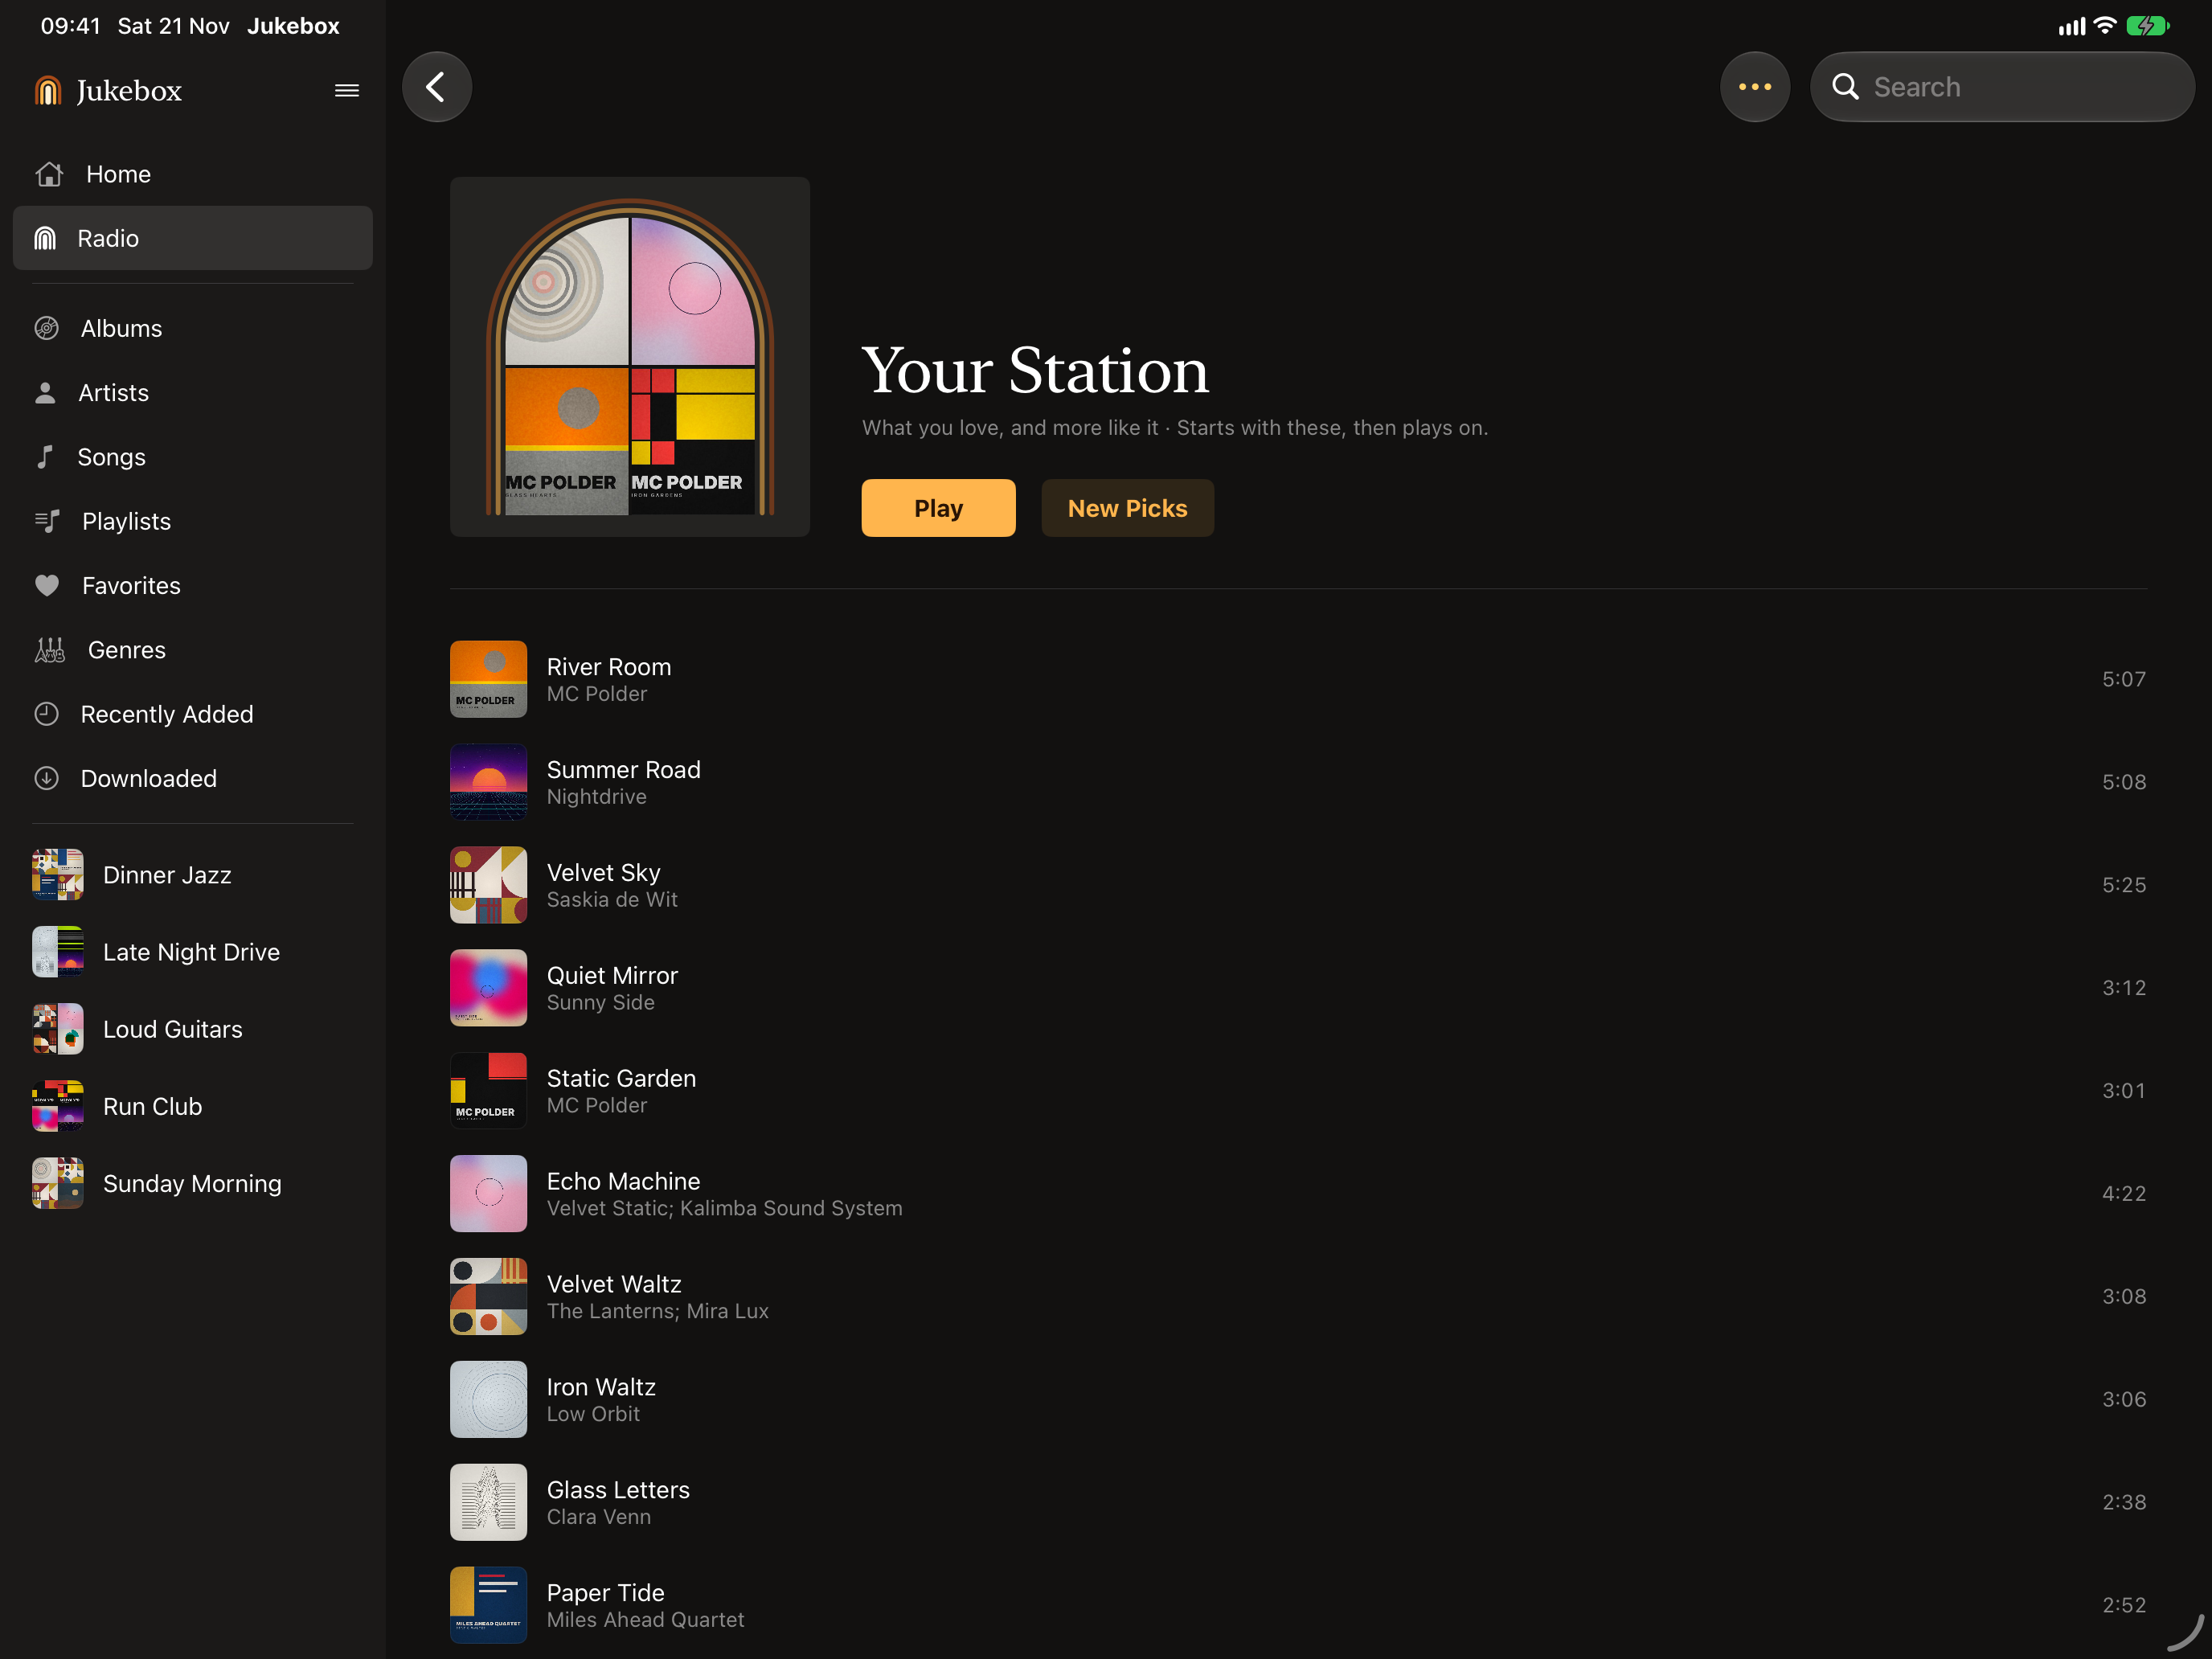 09:41 Sat 21 Nov Jukebox
Jukebox
Search
Home
Radio
Albums
Artists
Songs
Playlists
Favorites
Genres
Recently Added
Downloaded
Dinner Jazz
Late Night Drive
Loud Guitars
Run Club
Sunday Morning
MC POLDER
GLASS HEARTS
MC POLDER
IRON GARDENS
Your Station
What you love, and more like it · Starts with these, then plays on.
Play
New Picks
MC POLDER
River Room
MC Polder
5:07
Summer Road
Nightdrive
5:08
Velvet Sky
Saskia de Wit
5:25
Quiet Mirror
Sunny Side
3:12
MC POLDER
Static Garden
MC Polder
3:01
Echo Machine
Velvet Static; Kalimba Sound System
4:22
Velvet Waltz
The Lanterns; Mira Lux
3:08
Iron Waltz
Low Orbit
3:06
Glass Letters
Clara Venn
2:38
MILES AHEAD QUARTET
Paper Tide
Miles Ahead Quartet
2:52